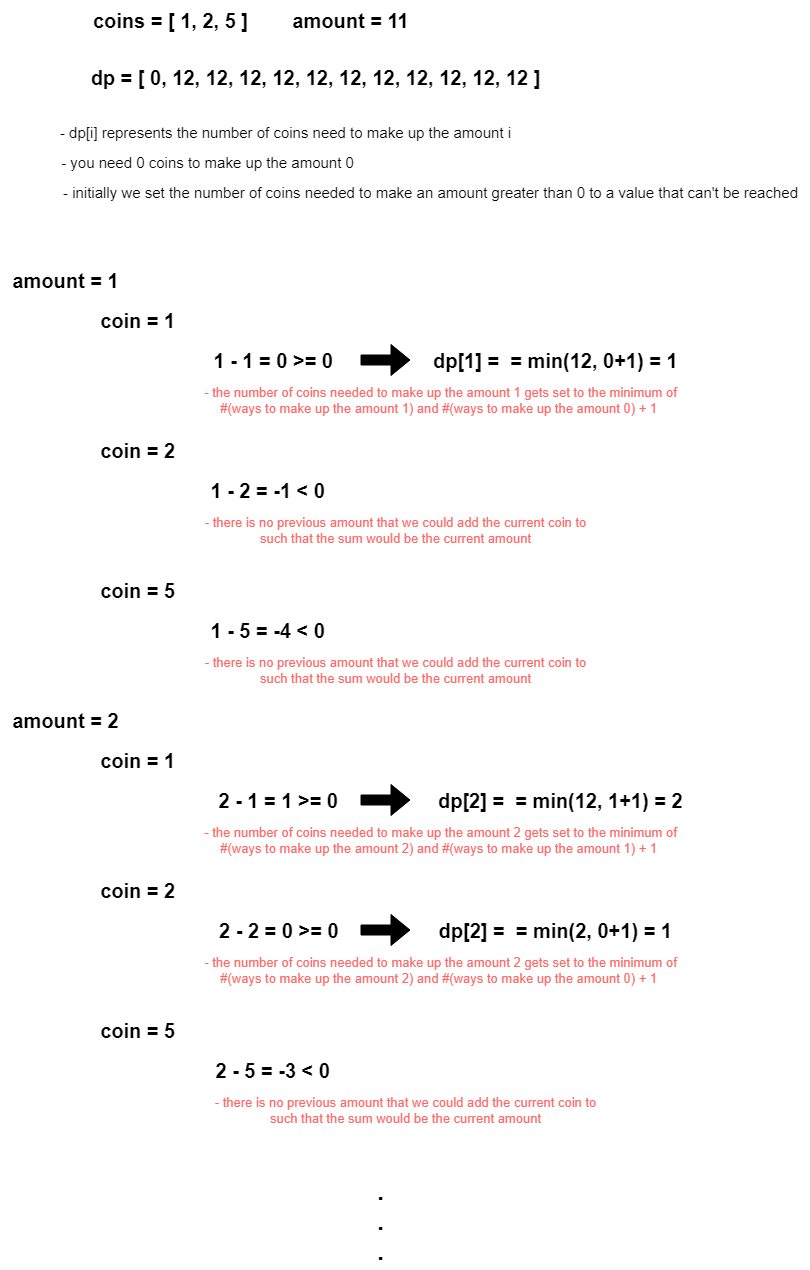 coins = [ 1, 2, 5 ] amount = 11
dp = [ 0, 12, 12, 12, 12, 12, 12, 12, 12, 12, 12, 12 ]
- dp[i] represents the number of coins need to make up the amount i
- you need 0 coins to make up the amount 0
- initially we set the number of coins needed to make an amount greater than 0 to a value that can't be reached
amount = 1
coin = 1
1 - 1 = 0 >= 0 dp[1] = = min(12, 0+1) = 1
- the number of coins needed to make up the amount 1 gets set to the minimum of
#(ways to make up the amount 1) and #(ways to make up the amount 0) + 1
coin = 2
1 - 2 = -1 < 0
- there is no previous amount that we could add the current coin to
such that the sum would be the current amount
coin = 5
1 - 5 = -4 < 0
- there is no previous amount that we could add the current coin to
such that the sum would be the current amount
amount = 2
coin = 1
2 - 1 = 1 >= 0 dp[2] = = min(12, 1+1) = 2
- the number of coins needed to make up the amount 2 gets set to the minimum of
#(ways to make up the amount 2) and #(ways to make up the amount 1) + 1
coin = 2
2 - 2 = 0 >= 0 dp[2] = = min(2, 0+1) = 1
- the number of coins needed to make up the amount 2 gets set to the minimum of
#(ways to make up the amount 2) and #(ways to make up the amount 0) + 1
coin = 5
2 - 5 = -3 < 0
- there is no previous amount that we could add the current coin to
such that the sum would be the current amount
.
.
.